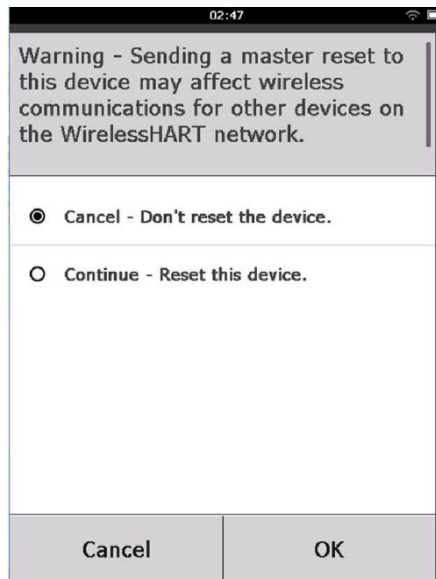 02:47
Warning - Sending a master reset to
this device may affect wireless
communications for other devices on
the WirelessHART network.
Cancel - Don't reset the device.
Continue - Reset this device.
Cancel
OK